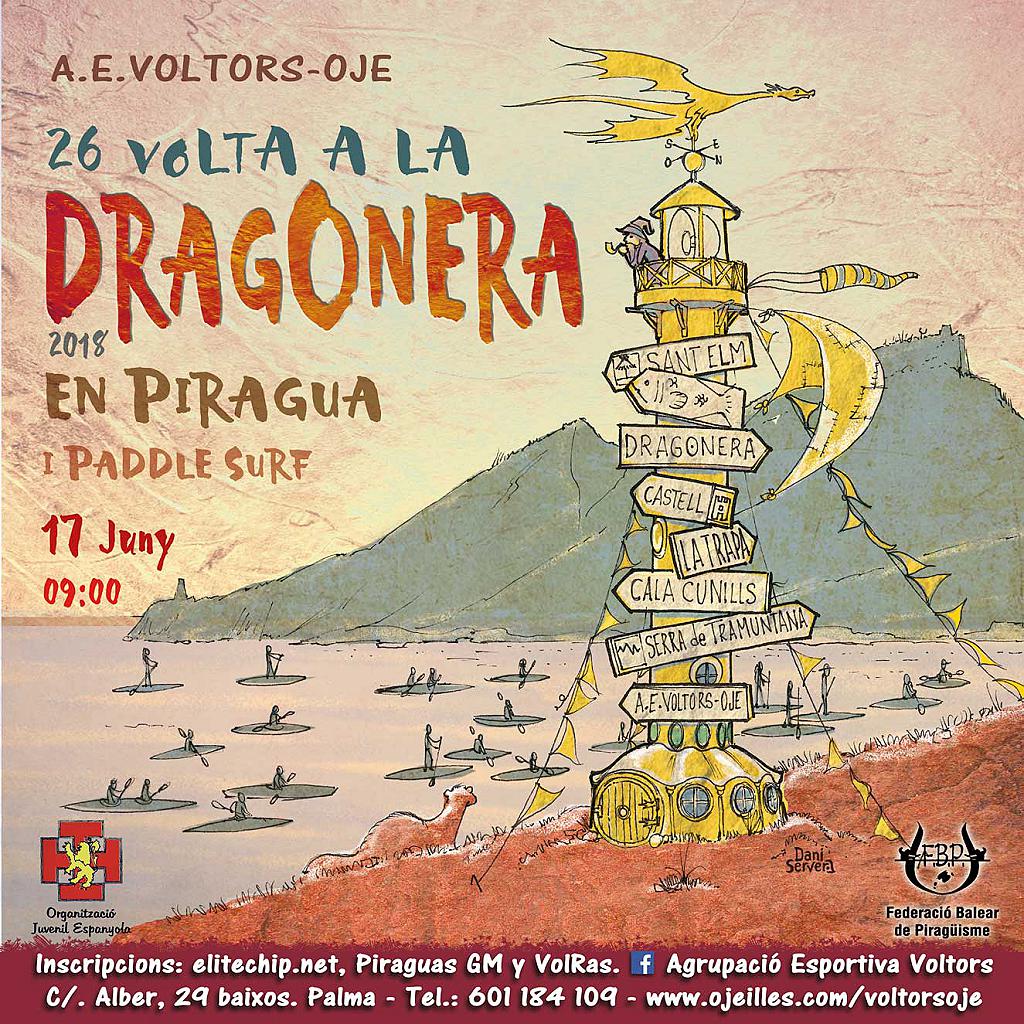 A.E.VOLTORS-OJE
26 VOLTA A LA
DRAGONERA
2018
EN PIRAGUA
I PADDLE SURF
17 Juny
09:00
S E
O N
SANT ELM
DRAGONERA
CASTELL
LA TRAPA
CALA CUNILLS
SERRA de TRAMUNTANA
A.E.VOLTORS-OJE
Dani
Servera
Organització
Juvenil Espanyola
F.B.P.
Federació Balear
de Piragüisme
Inscripcions: elitechip.net, Piraguas GM y VolRas. f Agrupació Esportiva Voltors
C/. Alber, 29 baixos. Palma - Tel.: 601 184 109 - www.ojeilles.com/voltorsoje